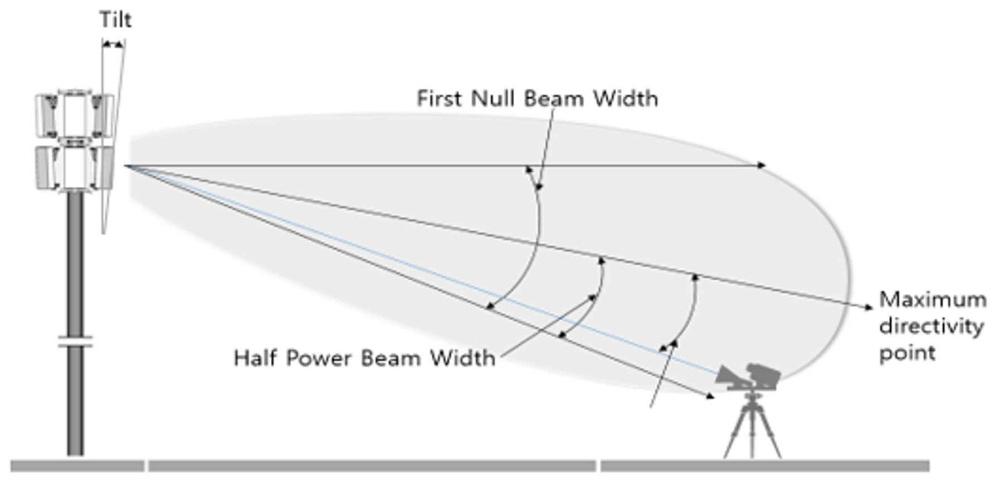 Tilt
First Null Beam Width
Maximum
directivity
point
Half Power Beam Width